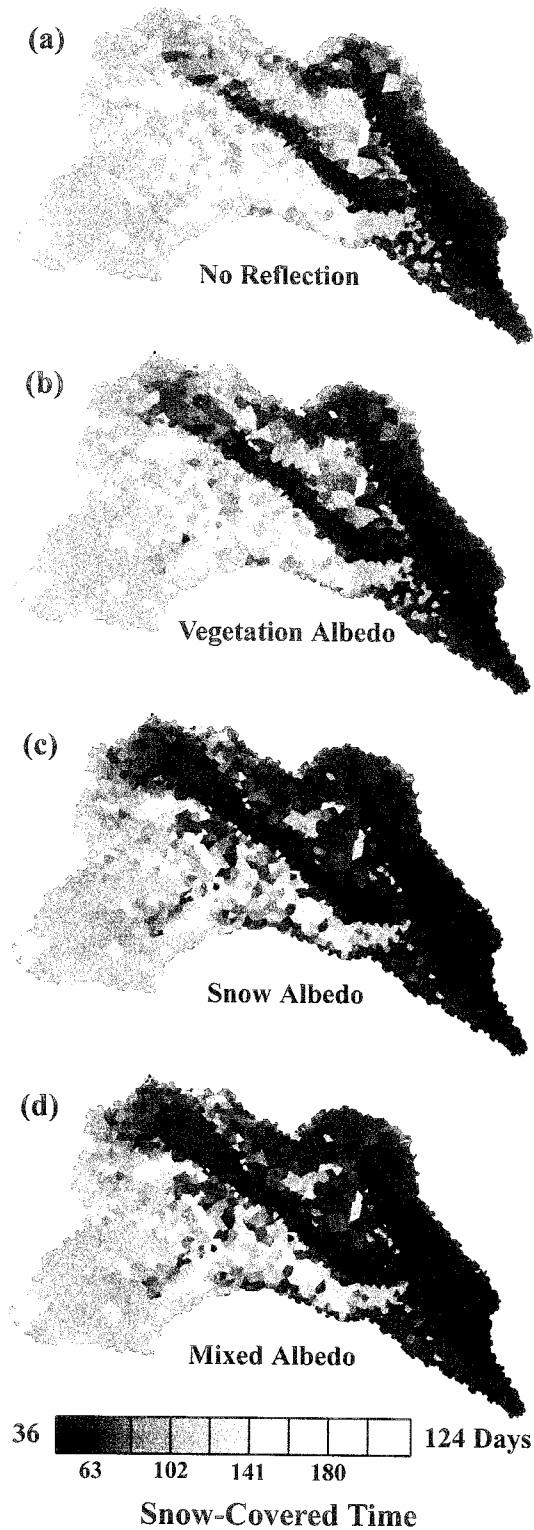 (a)
No Reflection
(b)
Vegetation Albedo
(c)
Snow Albedo
(d)
Mixed Albedo
36 124 Days
63 102 141 180
Snow-Covered Time